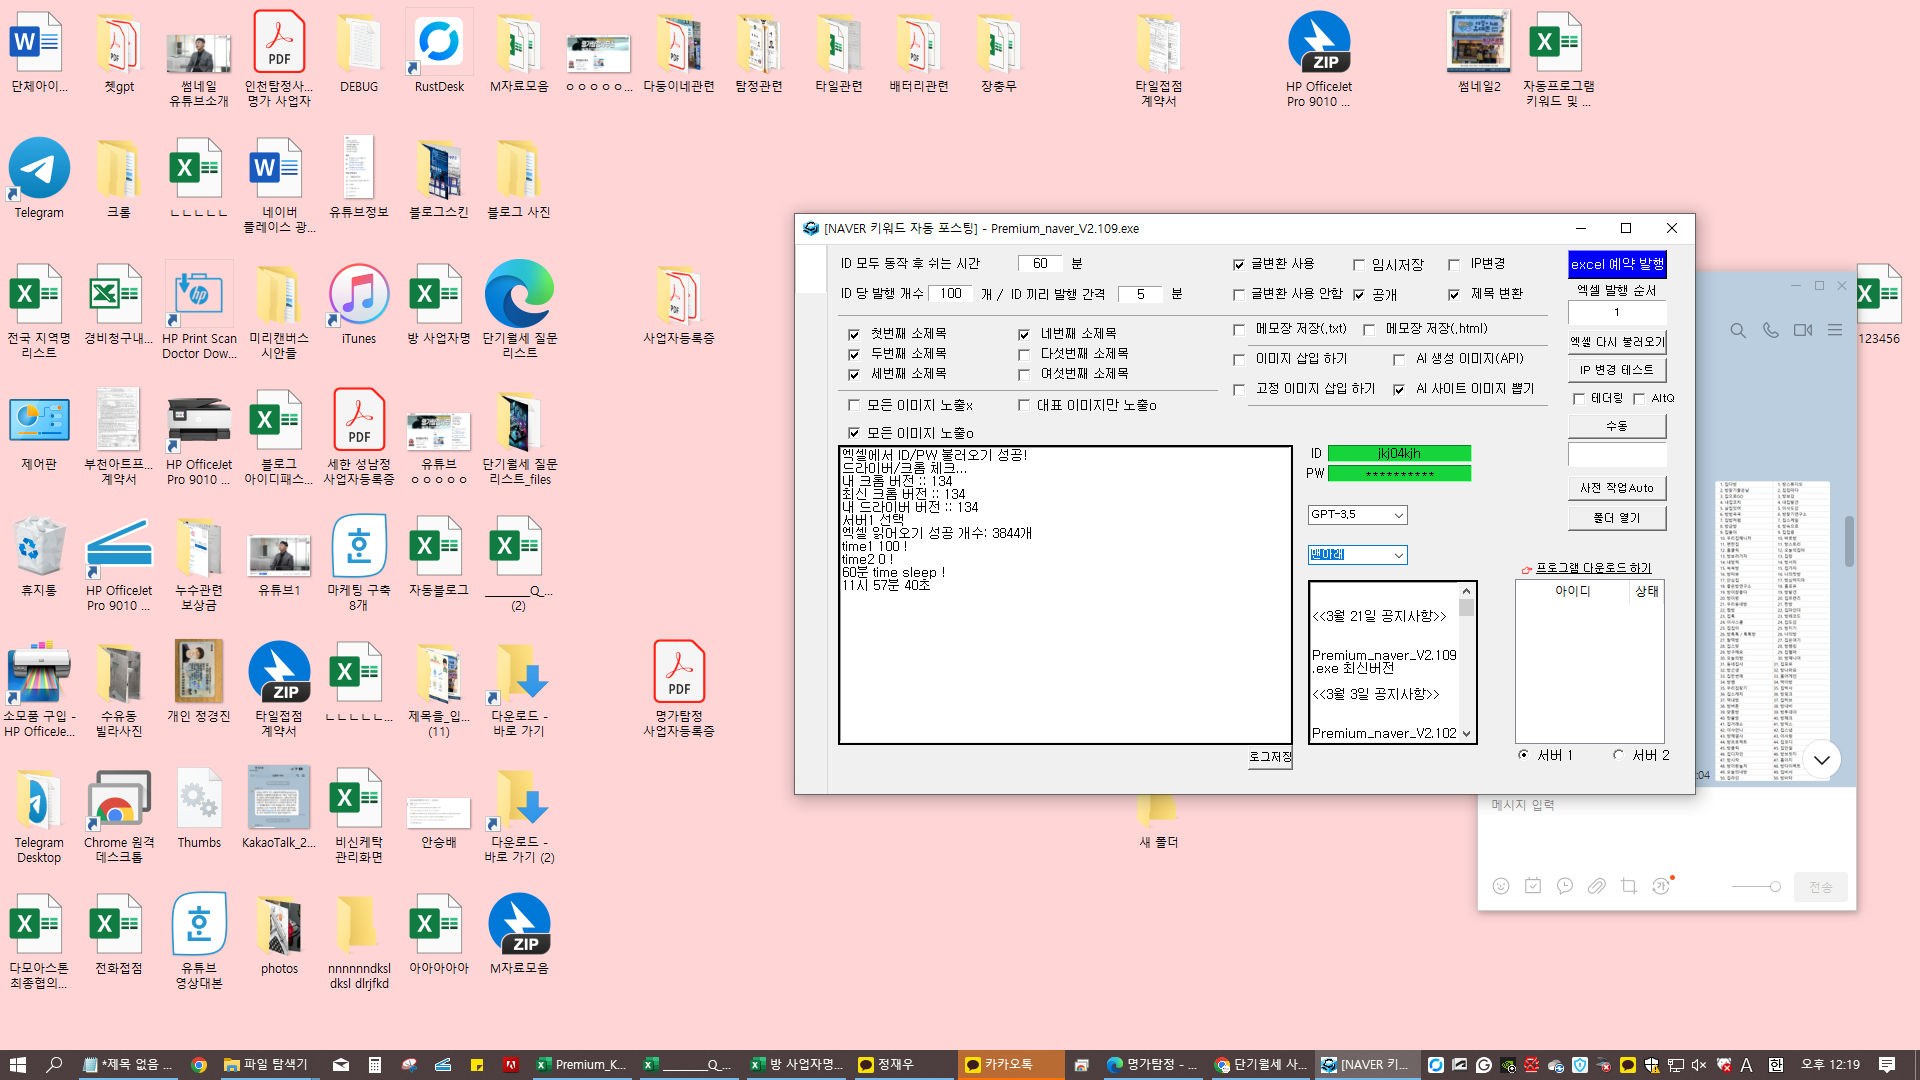 단체아이...
쳇gpt
썸네일
유튜브소개
인천탐정사...
명가 사업자
DEBUG
RustDesk
M자료모음
ㅇㅇㅇㅇㅇ...
다둥이네관련
탐정관련
타일관련
배터리관련
장충무
타일접점
계약서
HP OfficeJet
Pro 9010 ...
썸네일2
자동프로그램
키워드 및 ...
Telegram
크롬
ㄴㄴㄴㄴㄴ
네이버
플레이스 광...
유튜브정보
블로그스킨
블로그 사진
전국 지역명
리스트
경비청구내...
HP Print Scan
Doctor Dow...
미리캔버스
시안들
iTunes
방 사업자명
단기월세 질문
리스트
사업자등록증
123456
제어판
부천아트프...
계약서
HP OfficeJet
Pro 9010 ...
블로그
아이디패스...
세한 성남정
사업자등록증
유튜브
ㅇㅇㅇㅇㅇ
단기월세 질문
리스트_files
휴지통
HP OfficeJet
Pro 9010 ...
누수관련
보상금
유튜브1
마케팅 구축
8개
자동블로그
________Q_...
(2)
소모품 구입 -
HP OfficeJe...
수유동
빌라사진
개인 정경진
타일접점
계약서
ㄴㄴㄴㄴㄴ...
제목을_입...
(11)
다운로드 -
바로 가기
명가탐정
사업자등록증
Telegram
Desktop
Chrome 원격
데스크톱
Thumbs
KakaoTalk_2...
비신케탁
관리화면
안승배
다운로드 -
바로 가기 (2)
새 폴더
다모아스톤
최종협의...
전화접점
유튜브
영상대본
photos
nnnnnndksl
dksl dlrjfkd
아아아아아
M자료모음
[NAVER 키워드 자동 포스팅] - Premium_naver_V2.109.exe
ID 모두 동작 후 쉬는 시간 60 분
ID 당 발행 개수 100 개 / ID 끼리 발행 간격 5 분
글변환 사용 임시저장 IP변경
글변환 사용 안함 공개 제목 변환
첫번째 소제목 네번째 소제목
두번째 소제목 다섯번째 소제목
세번째 소제목 여섯번째 소제목
모든 이미지 노출x 대표 이미지만 노출o
모든 이미지 노출o
메모장 저장(.txt) 메모장 저장(.html)
이미지 삽입 하기 AI 생성 이미지(API)
고정 이미지 삽입 하기 AI 사이트 이미지 뽑기
excel 예약 발행
엑셀 발행 순서
1
엑셀 다시 불러오기
IP 변경 테스트
테더링 AltQ
수동
사전 작업Auto
폴더 열기
엑셀에서 ID/PW 불러오기 성공!
드라이버/크롬 체크...
내 크롬 버전 :: 134
최신 크롬 버전 :: 134
내 드라이버 버전 :: 134
서버1 선택
엑셀 읽어오기 성공 개수: 3844개
time1 100 !
time2 0 !
60분 time sleep !
11시 57분 40초
로그저장
ID jkj04kjh
PW **********
GPT-3.5
맨아래
<<3월 21일 공지사항>>
Premium_naver_V2.109
.exe 최신버전
<<3월 3일 공지사항>>
Premium_naver_V2.102
프로그램 다운로드 하기
아이디 상태
서버 1 서버 2
:04
메시지 입력
전송
*제목 없음 ...
파일 탐색기
Premium_K...
________Q_...
방 사업자명...
정재우
카카오톡
명가탐정 - ...
단기월세 사...
[NAVER 키...
A
오후 12:19